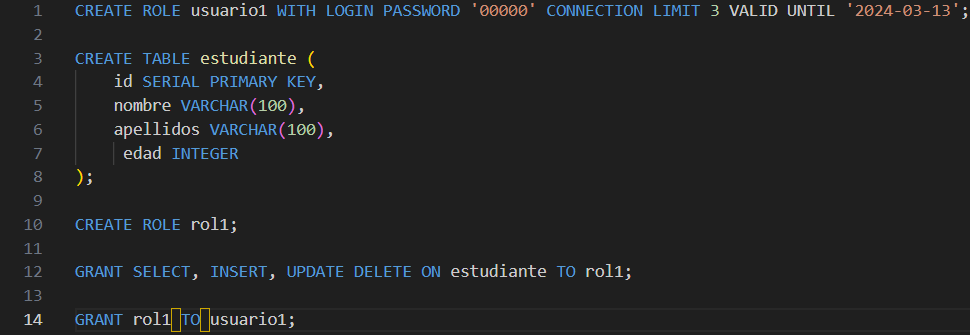 1 CREATE ROLE usuario1 WITH LOGIN PASSWORD '00000' CONNECTION LIMIT 3 VALID UNTIL '2024-03-13';
2
3 CREATE TABLE estudiante (
4 id SERIAL PRIMARY KEY,
5 nombre VARCHAR(100),
6 apellidos VARCHAR(100),
7 edad INTEGER
8 );
9
10 CREATE ROLE rol1;
11
12 GRANT SELECT, INSERT, UPDATE DELETE ON estudiante TO rol1;
13
14 GRANT rol1 TO usuario1;